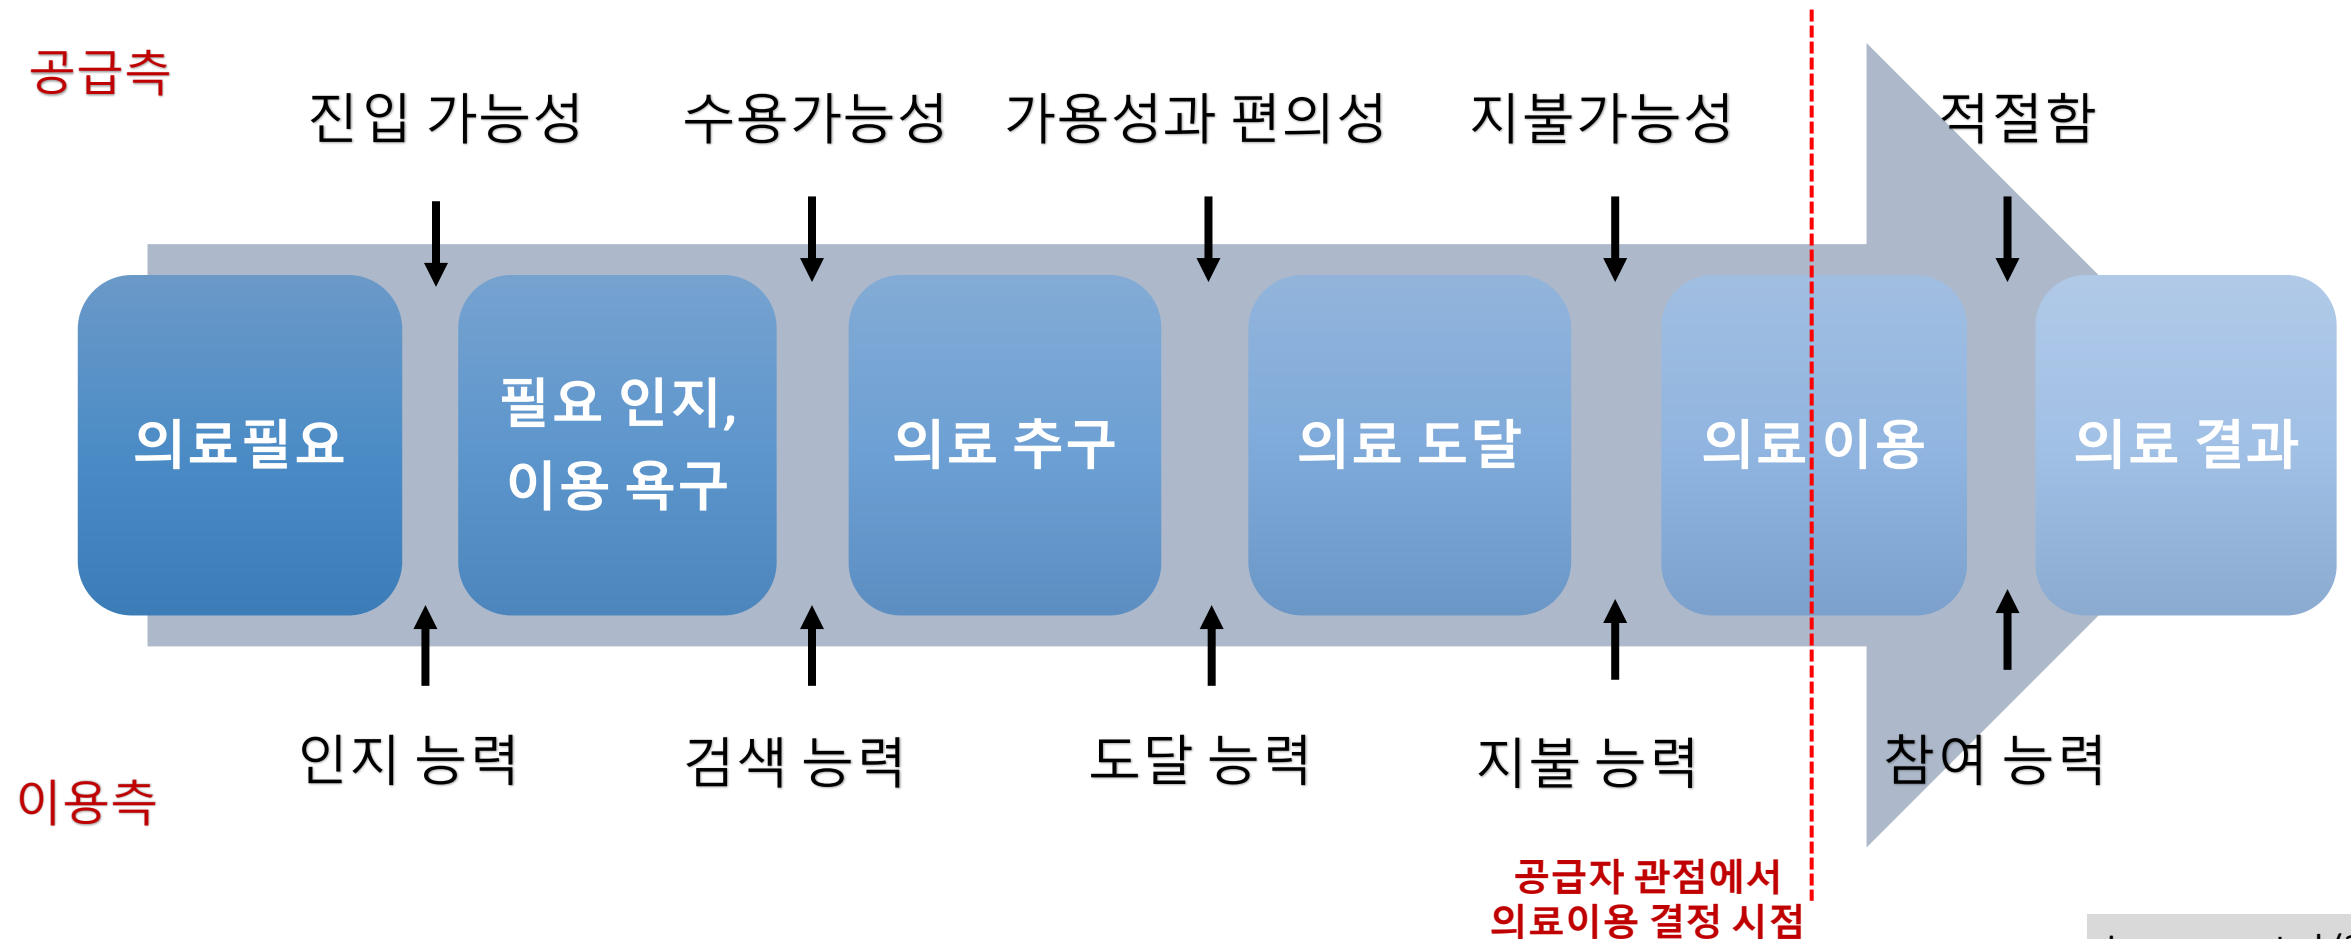 공급측
진입 가능성
수용가능성
가용성과 편의성
지불가능성
적절함
의료필요
필요 인지,
이용 욕구
의료 추구
의료 도달
의료 이용
의료 결과
인지 능력
검색 능력
도달 능력
지불 능력
참여 능력
이용측
공급자 관점에서
의료이용 결정 시점